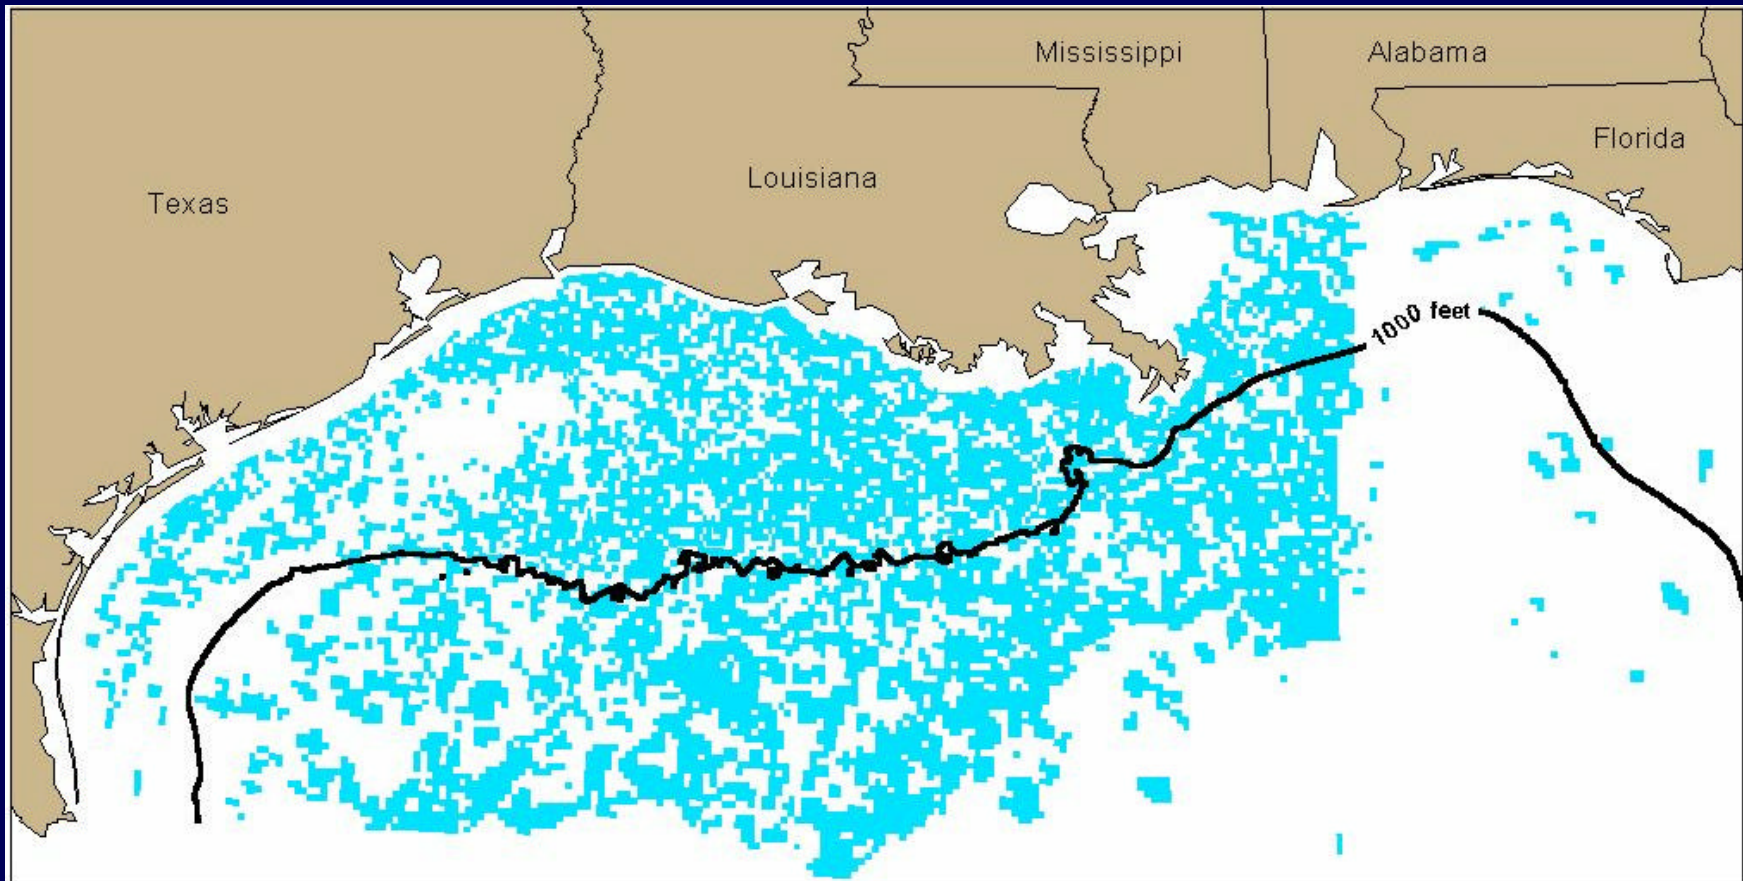 Mississippi
Alabama
Florida
Louisiana
Texas
1000 feet